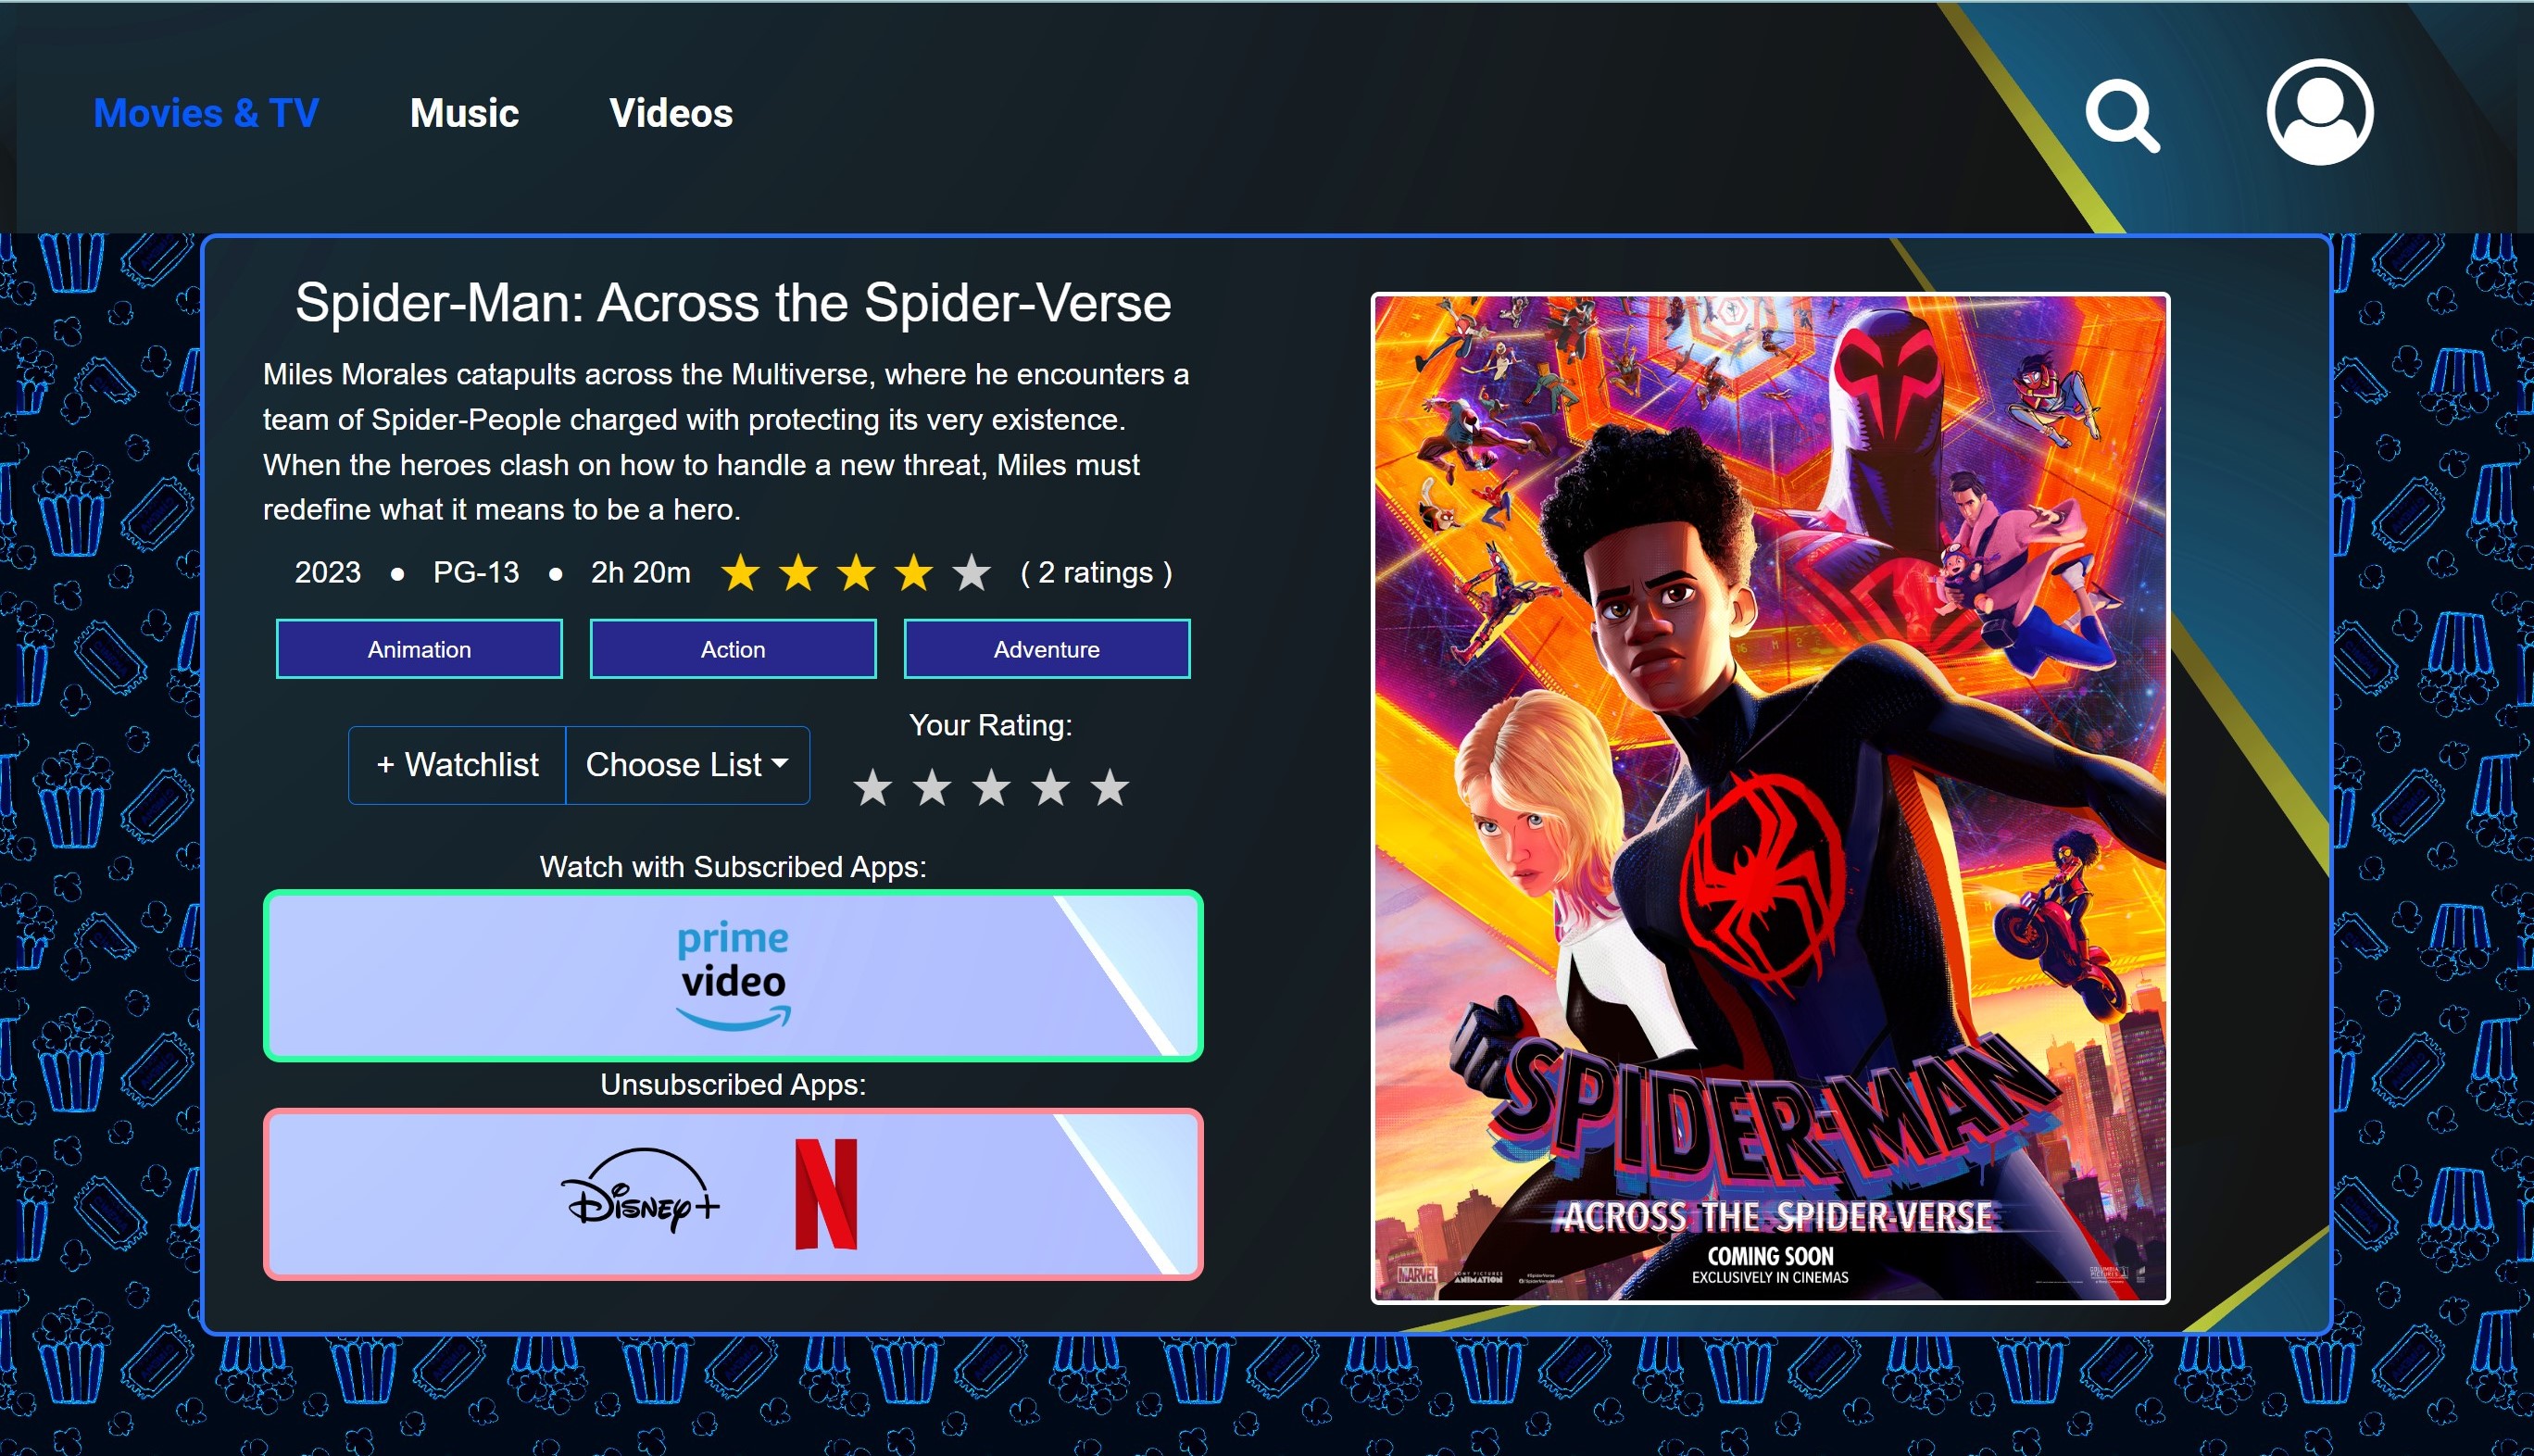 Movies & TV
Music
Videos
Spider-Man: Across the Spider-Verse
Miles Morales catapults across the Multiverse, where he encounters a
team of Spider-People charged with protecting its very existence.
When the heroes clash on how to handle a new threat, Miles must
redefine what it means to be a hero.
2023 ● PG-13 ● 2h 20m ( 2 ratings )
Animation
Action
Adventure
+ Watchlist
Choose List
Your Rating:
Watch with Subscribed Apps:
prime
video
Unsubscribed Apps:
Disney+
N
SPIDER-MAN
ACROSS THE SPIDER-VERSE
COMING SOON
EXCLUSIVELY IN CINEMAS
MARVEL
SONY PICTURES
ANIMATION